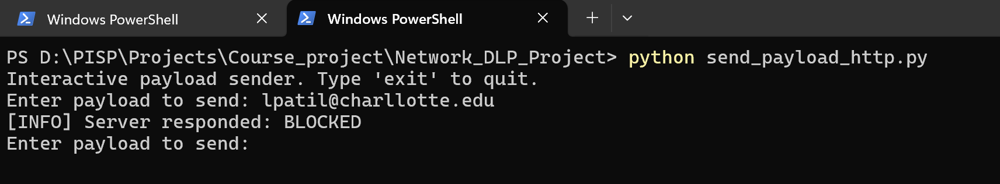 Windows PowerShell
Windows PowerShell
PS D:\PISP\Projects\Course_project\Network_DLP_Project> python send_payload_http.py
Interactive payload sender. Type 'exit' to quit.
Enter payload to send: lpatil@charllotte.edu
[INFO] Server responded: BLOCKED
Enter payload to send: